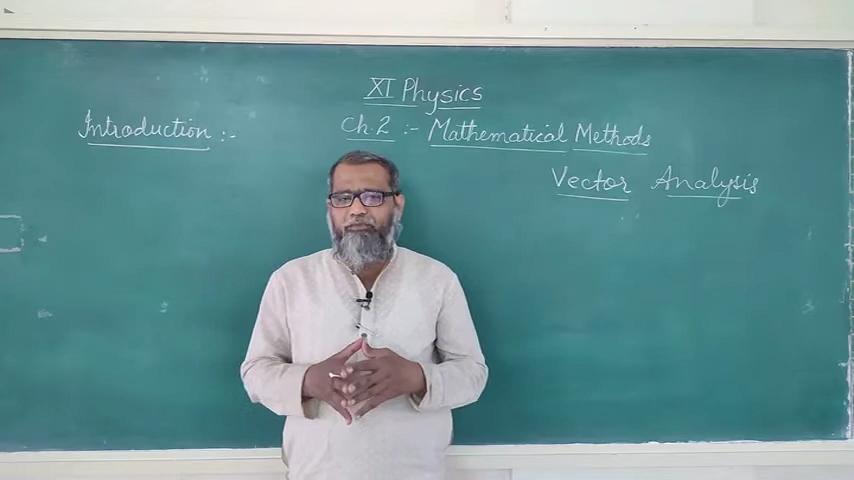 XI Physics
Introduction :-
Ch.2 :- Mathematical Methods
Vector Analysis